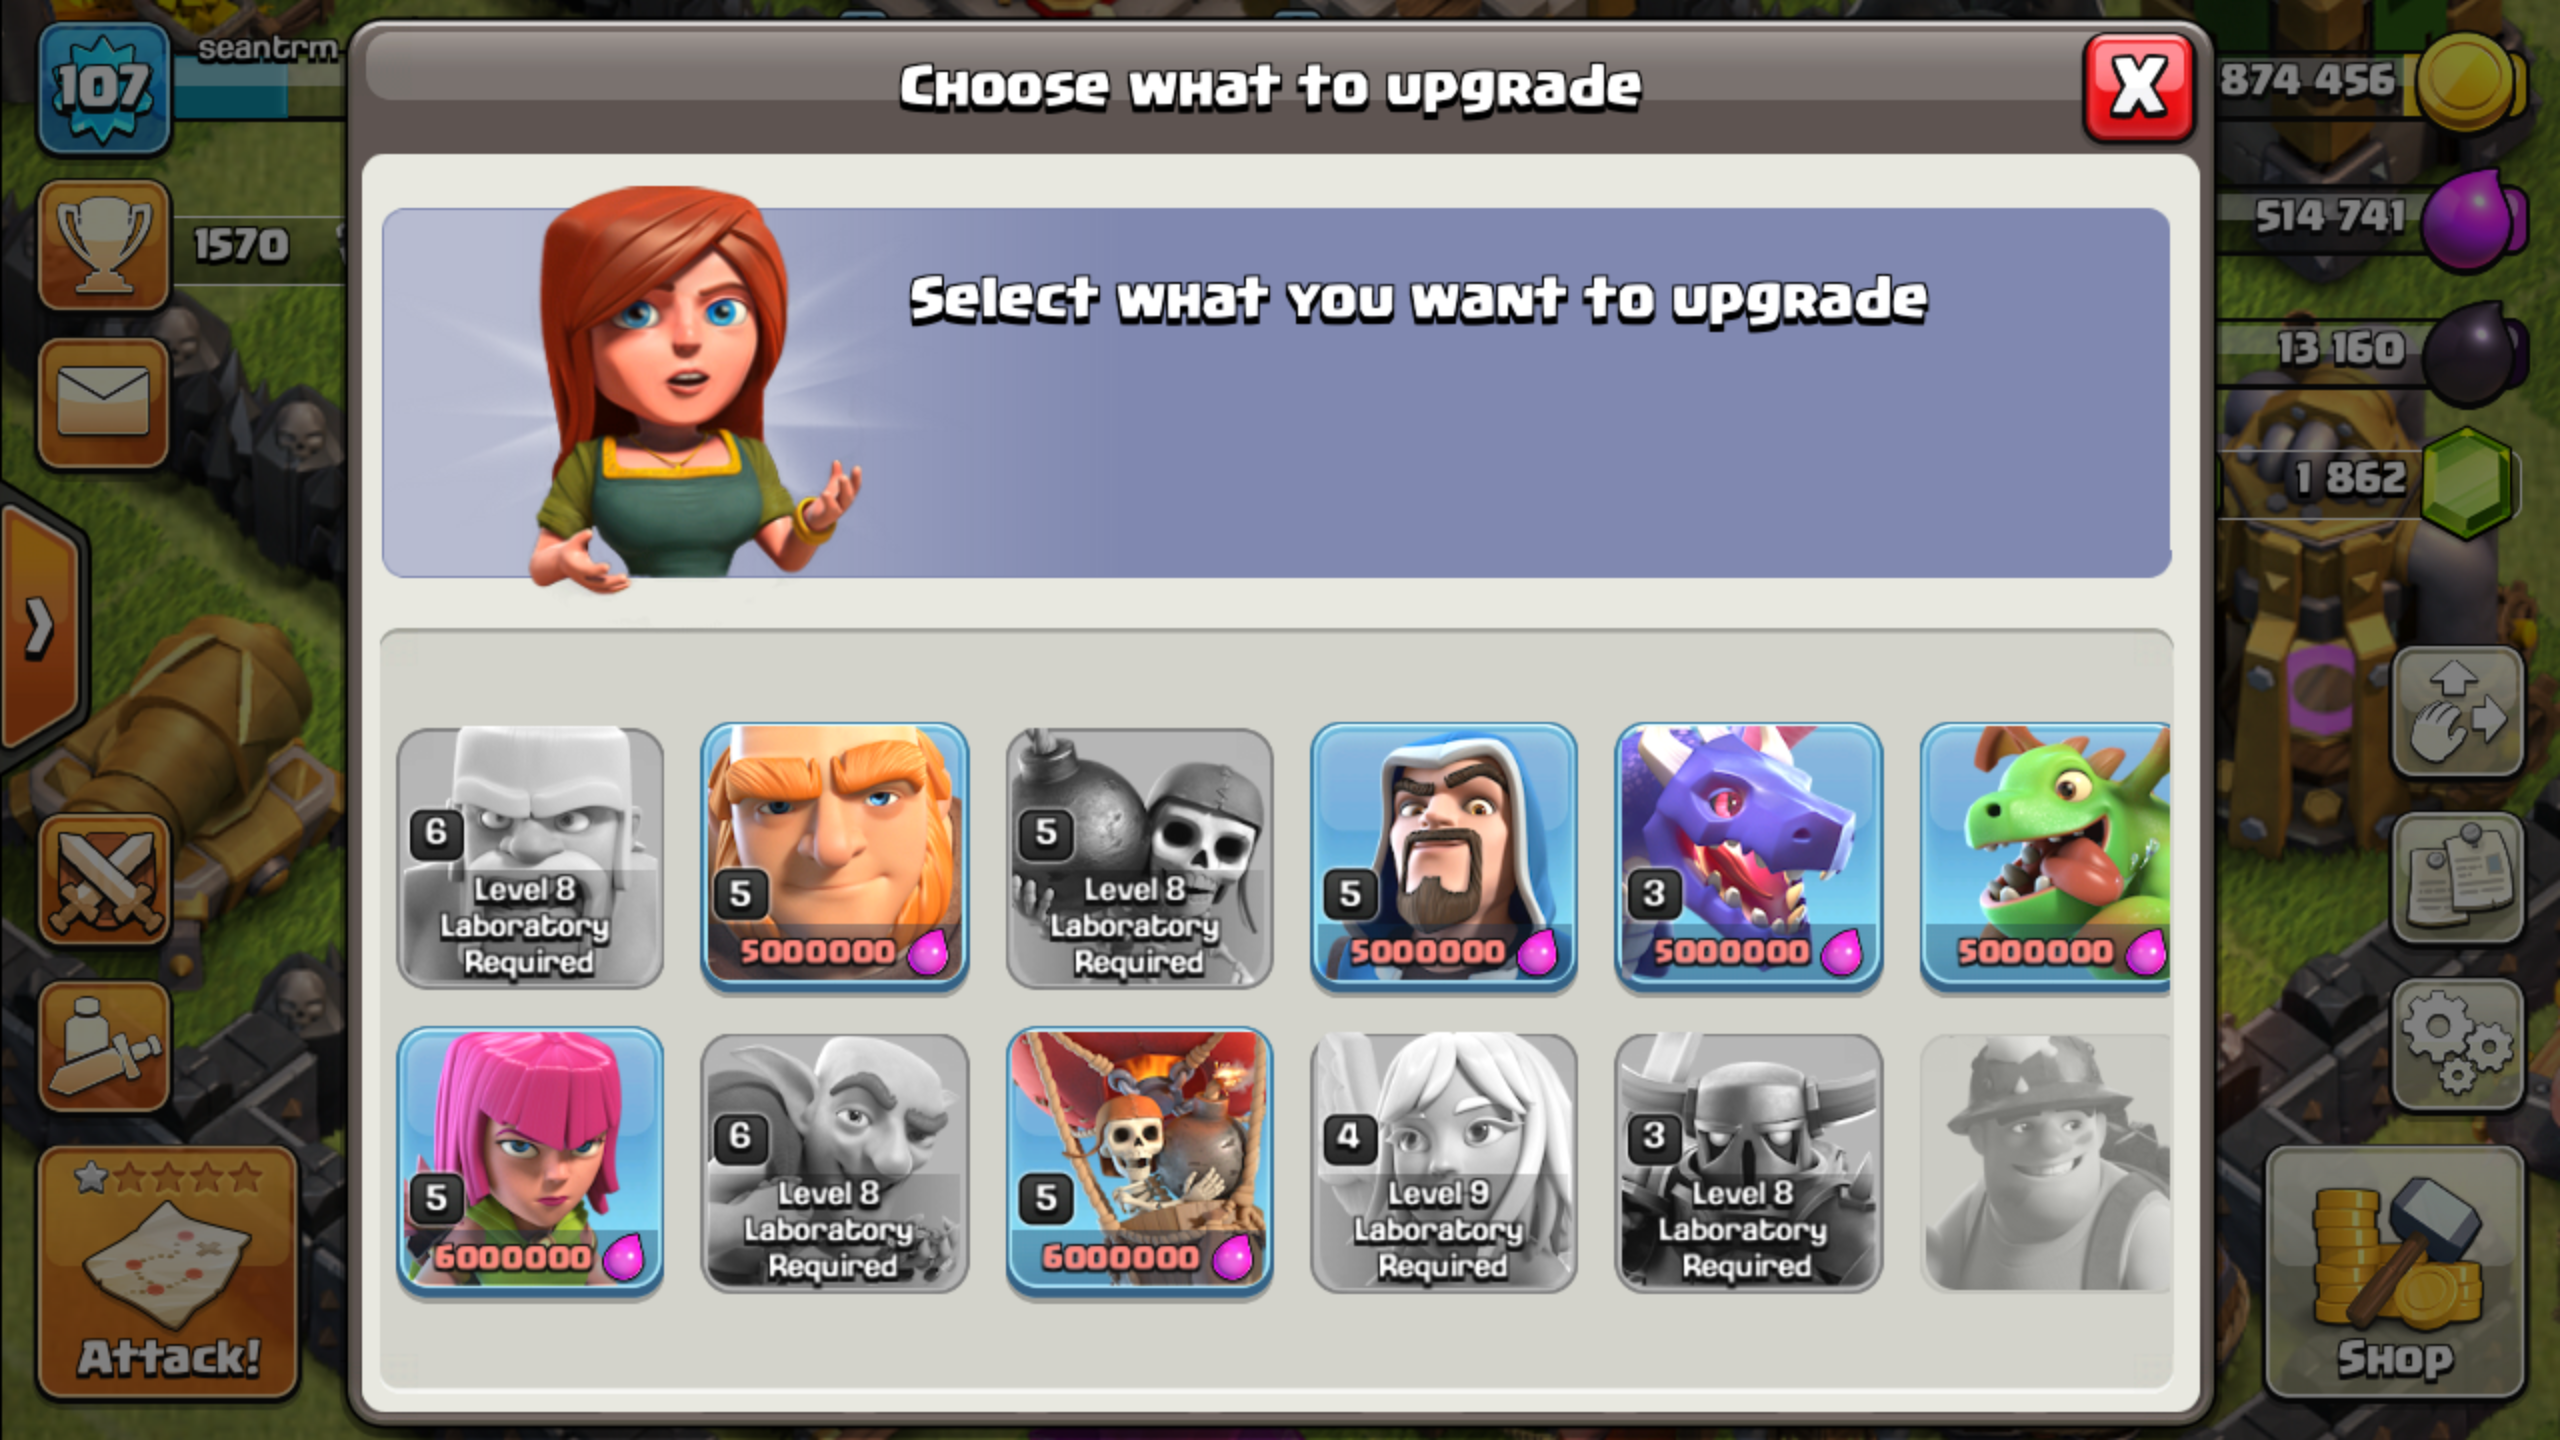 Choose what to upgrade
X
107
seantrm
1570
874 456
514 741
13 160
1 862
Select what you want to upgrade
6
Level 8
Laboratory
Required
5
5000000
5
Level 8
Laboratory
Required
5
5000000
3
5000000
5000000
5
6000000
6
Level 8
Laboratory
Required
5
6000000
4
Level 9
Laboratory
Required
3
Level 8
Laboratory
Required
Attack!
Shop